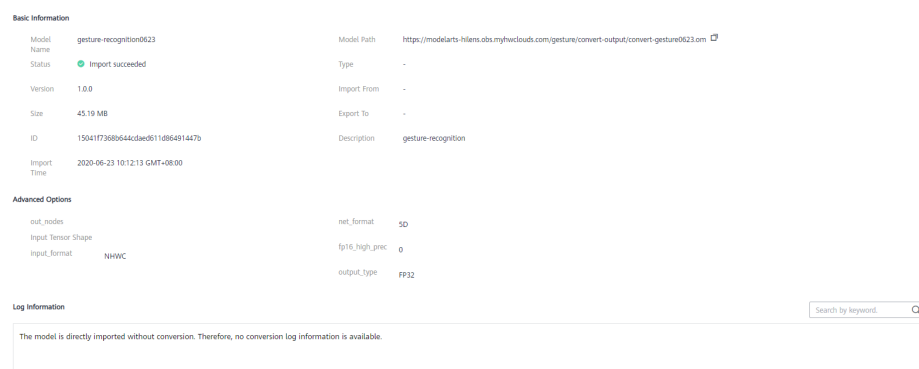 Basic Information
Model Name gesture-recognition0623 Model Path https://modelarts-hilens.obs.myhwclouds.com/gesture/convert-output/convert-gesture0623.om
Status Import succeeded Type -
Version 1.0.0 Import From -
Size 45.19 MB Export To -
ID 15041f7368b644cdaed611d86491447b Description gesture-recognition
Import Time 2020-06-23 10:12:13 GMT+08:00
Advanced Options
out_nodes net_format 5D
Input Tensor Shape
input_format NHWC fp16_high_prec 0
output_type FP32
Log Information Search by keyword.
The model is directly imported without conversion. Therefore, no conversion log information is available.